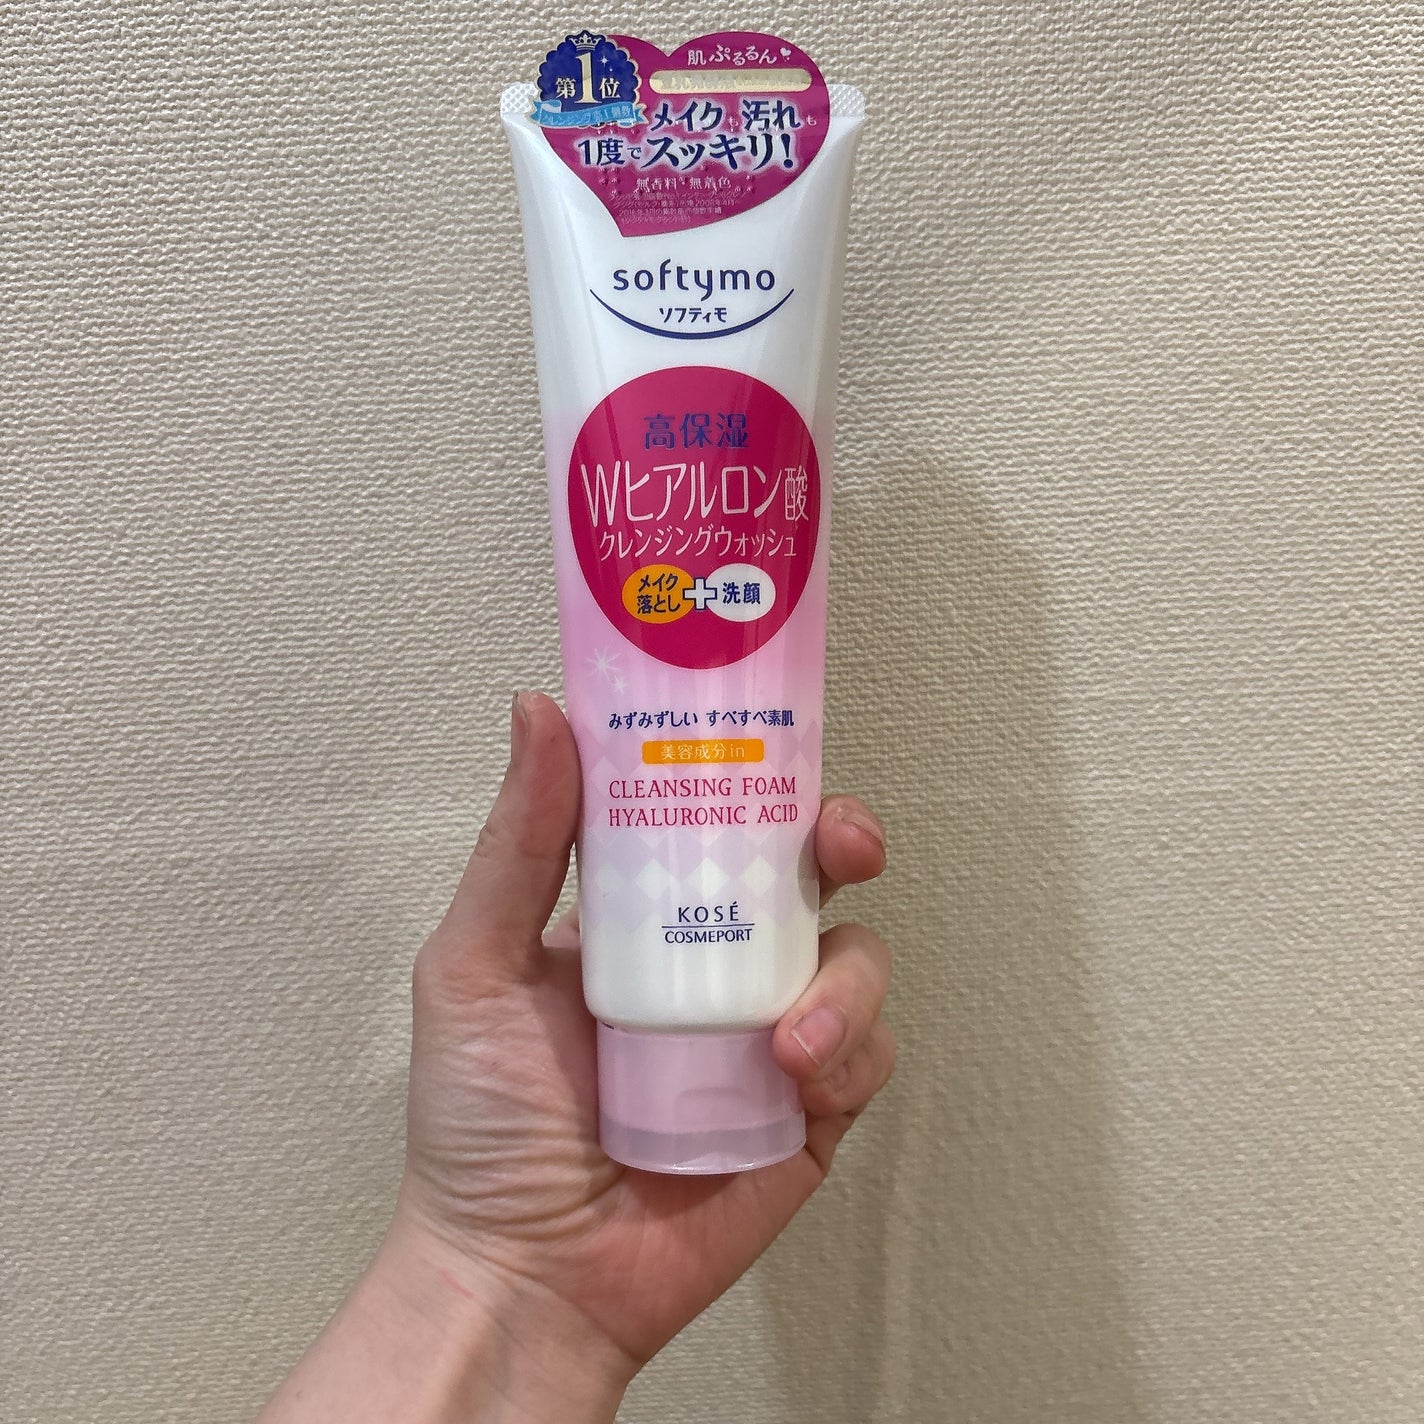 肌ぷるるん
第1位
メイクも汚れも
1度でスッキリ!
無香料・無着色
softymo
ソフティモ
高保湿
Wヒアルロン酸
クレンジングウォッシュ
メイク
落とし
+
洗顔
みずみずしい すべすべ素肌
美容成分in
CLEANSING FOAM
HYALURONIC ACID
KOSÉ
COSMEPORT